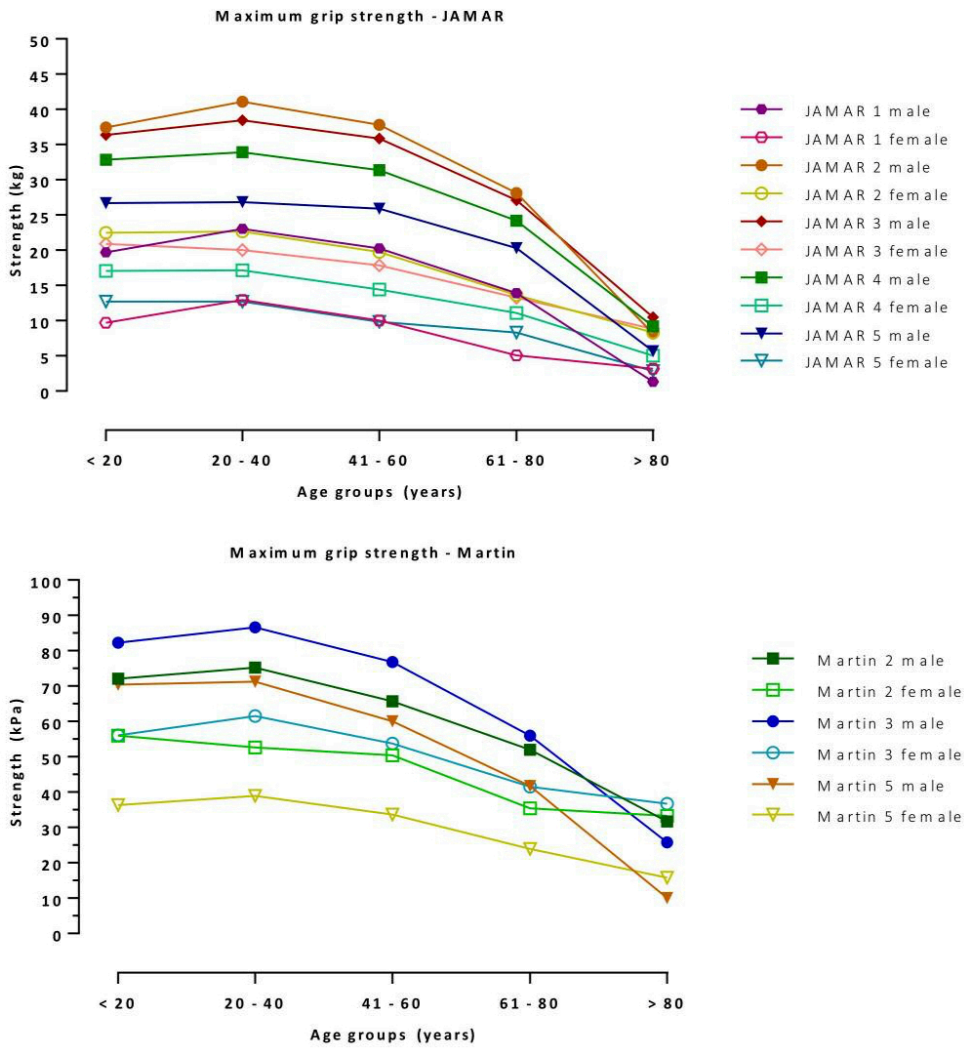 Maximum grip strength - JAMAR
50
45
40
35
30
25
20
15
10
5
0
Strength (kg)
< 20
20 - 40
41 - 60
61 - 80
> 80
Age groups (years)
JAMAR 1 male
JAMAR 1 female
JAMAR 2 male
JAMAR 2 female
JAMAR 3 male
JAMAR 3 female
JAMAR 4 male
JAMAR 4 female
JAMAR 5 male
JAMAR 5 female
Maximum grip strength - Martin
100
90
80
70
60
50
40
30
20
10
0
Strength (kPa)
< 20
20 - 40
41 - 60
61 - 80
> 80
Age groups (years)
Martin 2 male
Martin 2 female
Martin 3 male
Martin 3 female
Martin 5 male
Martin 5 female